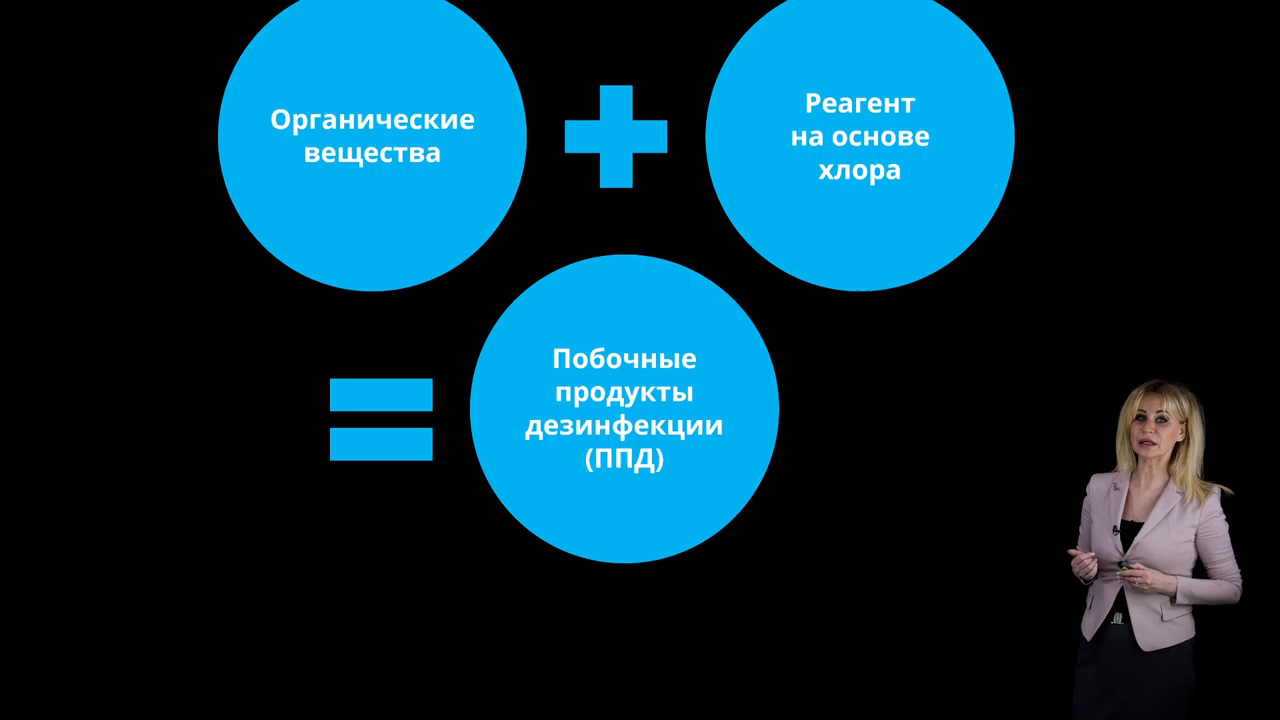 Органические
вещества
Реагент
на основе
хлора
Побочные
продукты
дезинфекции
(ППД)